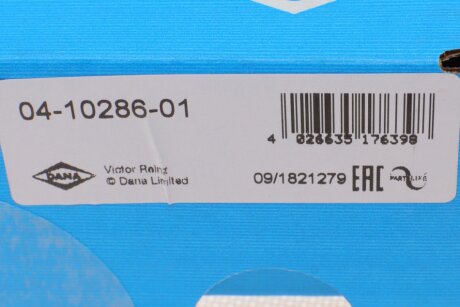 04-10286-01
4 026635 176398
DANA
Victor Reinz
© Dana Limited
09/1821279 EAC